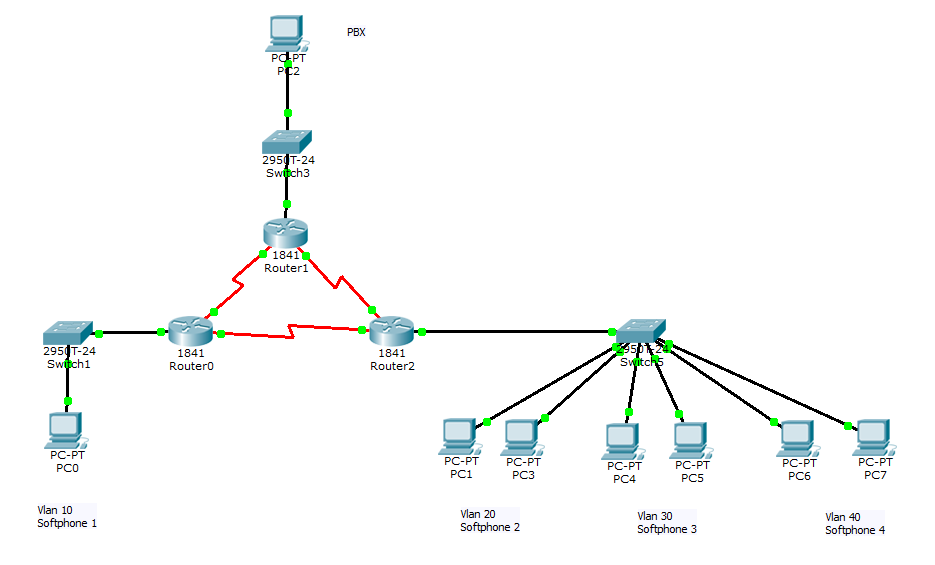 PBX
PC-PT
PC2
2950T-24
Switch3
1841
Router1
2950T-24
Switch1
1841
Router0
1841
Router2
2950T-24
Switch5
PC-PT
PC0
PC-PT
PC1
PC-PT
PC3
PC-PT
PC4
PC-PT
PC5
PC-PT
PC6
PC-PT
PC7
Vlan 10
Softphone 1
Vlan 20
Softphone 2
Vlan 30
Softphone 3
Vlan 40
Softphone 4